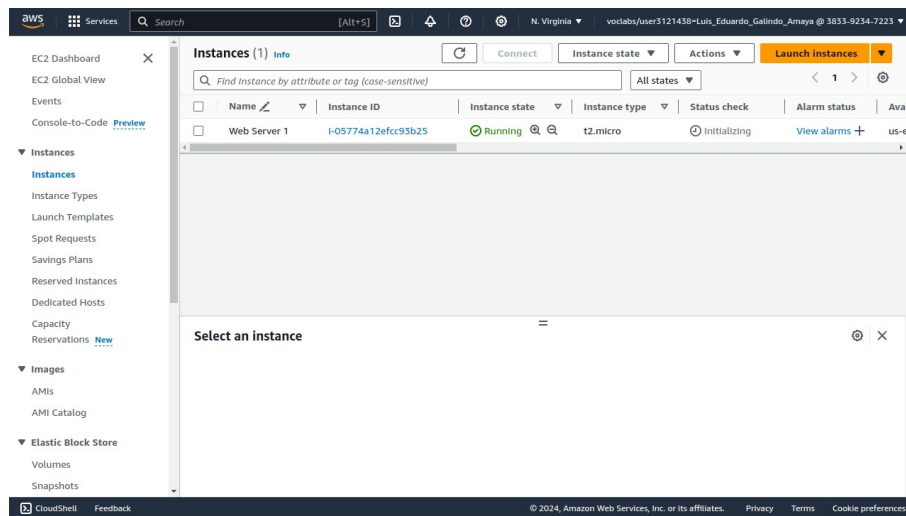 aws Services Search [Alt+S] N. Virginia voclabs/user3121438=Luis_Eduardo_Galindo_Amaya @ 3833-9234-7223
EC2 Dashboard
EC2 Global View
Events
Console-to-Code Preview
Instances
Instances
Instance Types
Launch Templates
Spot Requests
Savings Plans
Reserved Instances
Dedicated Hosts
Capacity
Reservations New
Images
AMIs
AMI Catalog
Elastic Block Store
Volumes
Snapshots
Instances (1) Info Connect Instance state Actions Launch instances
Find Instance by attribute or tag (case-sensitive) All states 1
Name Instance ID Instance state Instance type Status check Alarm status Ava
Web Server 1 i-05774a12efcc93b25 Running t2.micro Initializing View alarms + us-e
Select an instance
CloudShell Feedback © 2024, Amazon Web Services, Inc. or its affiliates. Privacy Terms Cookie preferences